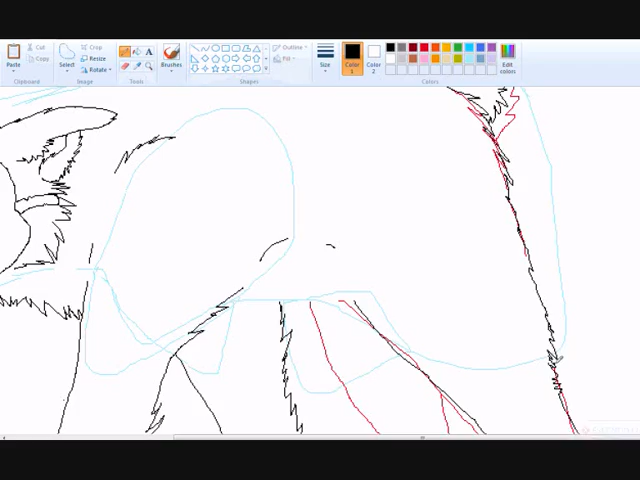 Cut
Copy
Paste
Clipboard
Select
Crop
Resize
Rotate
Image
A
Tools
Brushes
Outline
Fill
Shapes
Size
Color 1
Color 2
Edit colors
Colors